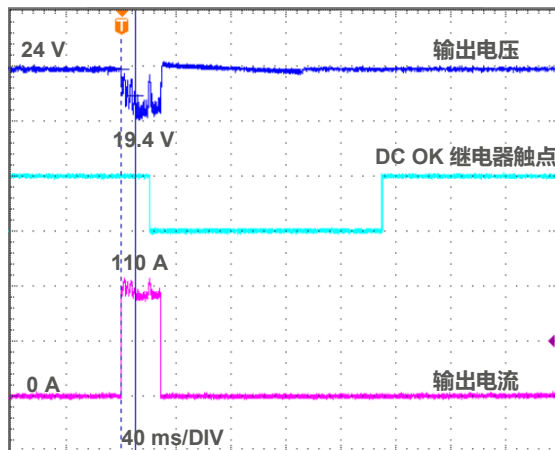 T
24 V
输出电压
19.4 V
DC OK 继电器触点
110 A
0 A
输出电流
40 ms/DIV